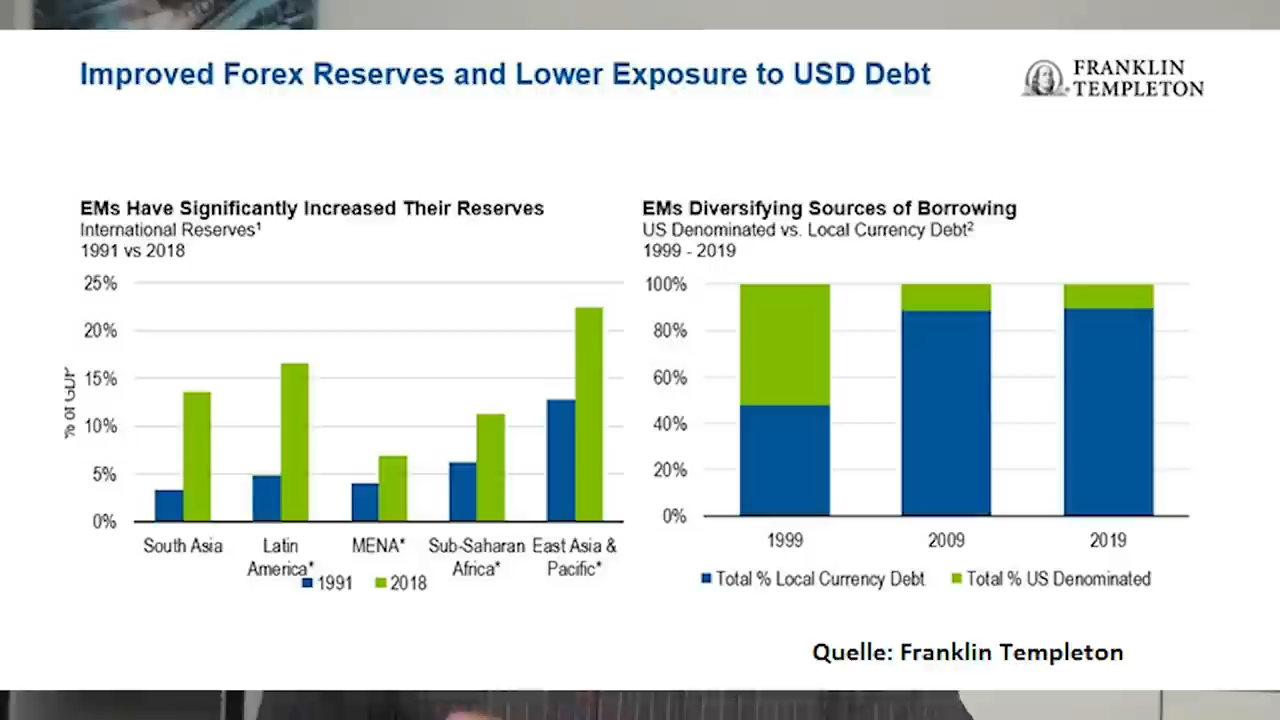 Improved Forex Reserves and Lower Exposure to USD Debt
FRANKLIN
TEMPLETON
EMs Have Significantly Increased Their Reserves
International Reserves¹
1991 vs 2018
25%
20%
15%
10%
5%
0%
% of GDP
South Asia
Latin
America*
MENA*
Sub-Saharan
Africa*
East Asia &
Pacific*
1991
2018
EMs Diversifying Sources of Borrowing
US Denominated vs. Local Currency Debt²
1999 - 2019
100%
80%
60%
40%
20%
0%
1999
2009
2019
Total % Local Currency Debt
Total % US Denominated
Quelle: Franklin Templeton